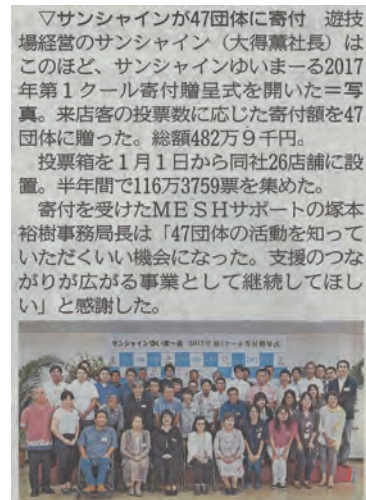 ▽サンシャインが47団体に寄付　遊技
場経営のサンシャイン（大得薫社長）は
このほど、サンシャインゆいまーる2017
年第１クール寄付贈呈式を開いた＝写
真。来店客の投票数に応じた寄付額を47
団体に贈った。総額482万９千円。
　投票箱を１月１日から同社26店舗に設
置。半年間で116万3759票を集めた。
　寄付を受けたＭＥＳＨサポートの塚本
裕樹事務局長は「47団体の活動を知って
いただくいい機会になった。支援のつな
がりが広がる事業として継続してほし
い」と感謝した。
サンシャインゆいま～る 2017年 第1クール寄付贈呈式